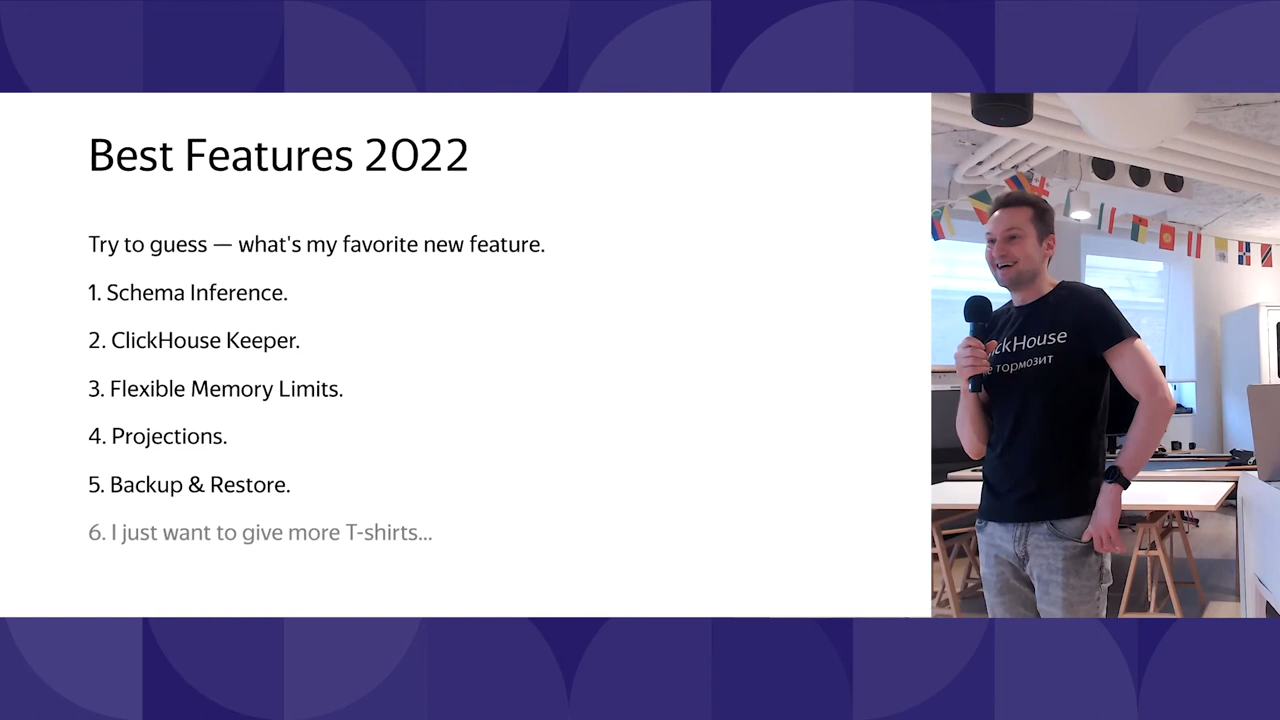 Best Features 2022
Try to guess — what's my favorite new feature.
1. Schema Inference.
2. ClickHouse Keeper.
3. Flexible Memory Limits.
4. Projections.
5. Backup & Restore.
6. I just want to give more T-shirts...
ickHouse
е тормозит